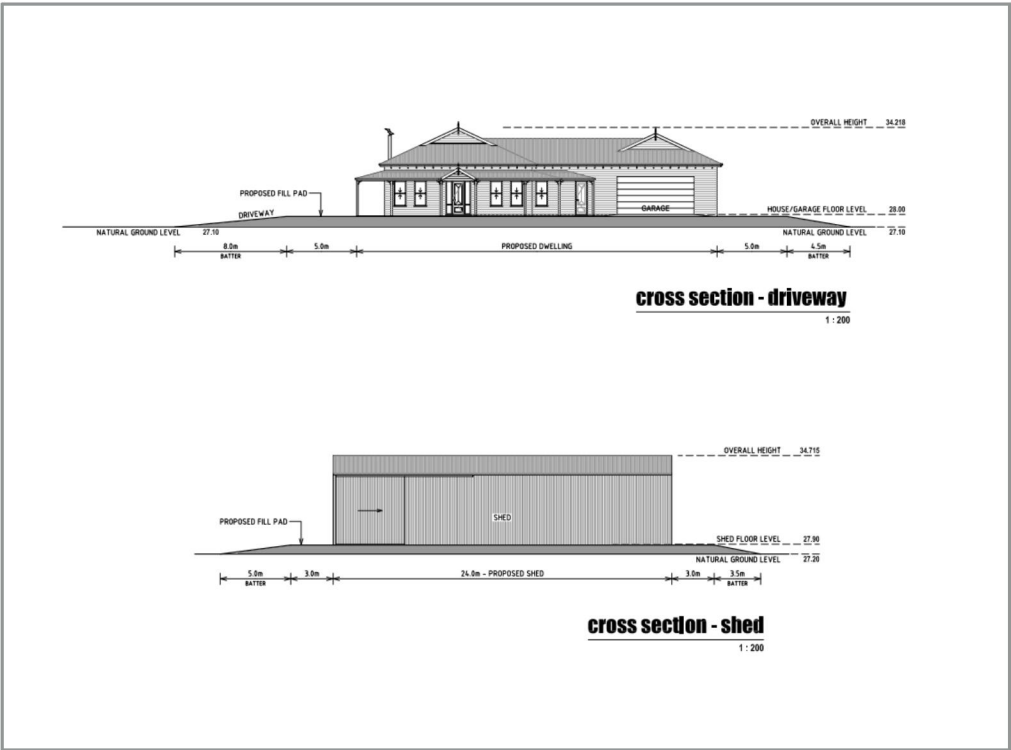 OVERALL HEIGHT 34.218
PROPOSED FILL PAD
DRIVEWAY
GARAGE
HOUSE/GARAGE FLOOR LEVEL 28.00
NATURAL GROUND LEVEL 27.10
NATURAL GROUND LEVEL 27.10
8.0m 5.0m PROPOSED DWELLING 5.0m 4.5m
BATTER BATTER
cross section - driveway
1 : 200
OVERALL HEIGHT 34.715
SHED
PROPOSED FILL PAD
SHED FLOOR LEVEL 27.90
NATURAL GROUND LEVEL 27.20
5.0m 3.0m 24.0m - PROPOSED SHED 3.0m 3.5m
BATTER BATTER
cross section - shed
1 : 200